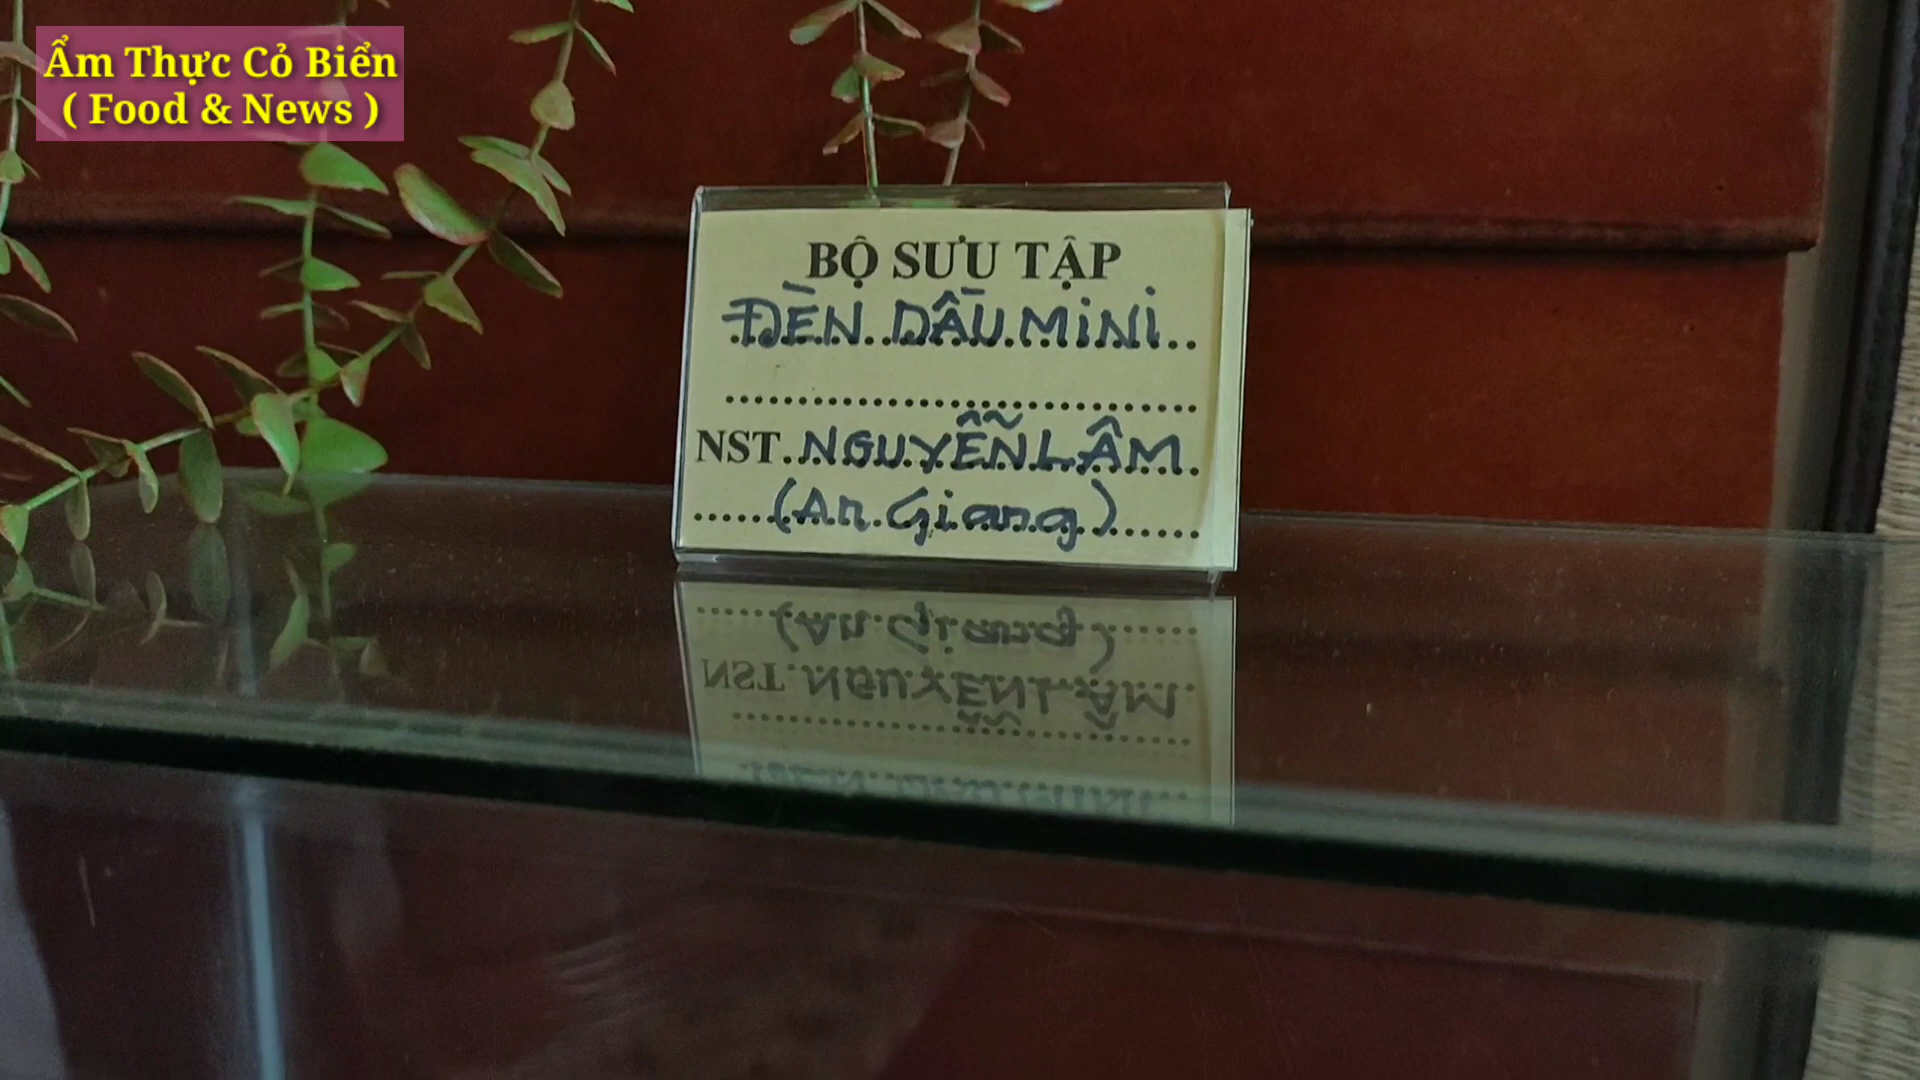 Ẩm Thực Cỏ Biển
( Food & News )
BỘ SƯU TẬP
ĐÈN DẦU MiNi
NST. NGUYỄN LÂM
(An Giang)